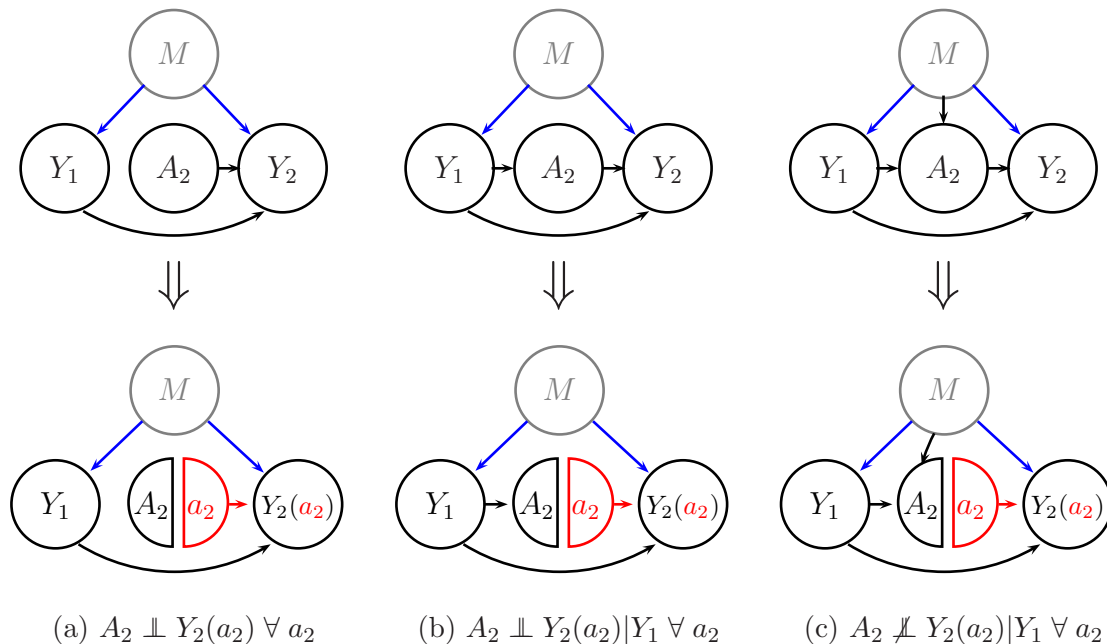 M M M
Y₁ A₂ Y₂ Y₁ A₂ Y₂ Y₁ A₂ Y₂
⇓ ⇓ ⇓
M M M
Y₁ A₂ a₂ Y₂(a₂) Y₁ A₂ a₂ Y₂(a₂) Y₁ A₂ a₂ Y₂(a₂)
(a) A₂ ⫫ Y₂(a₂) ∀ a₂ (b) A₂ ⫫ Y₂(a₂)|Y₁ ∀ a₂ (c) A₂ ⫫̸ Y₂(a₂)|Y₁ ∀ a₂